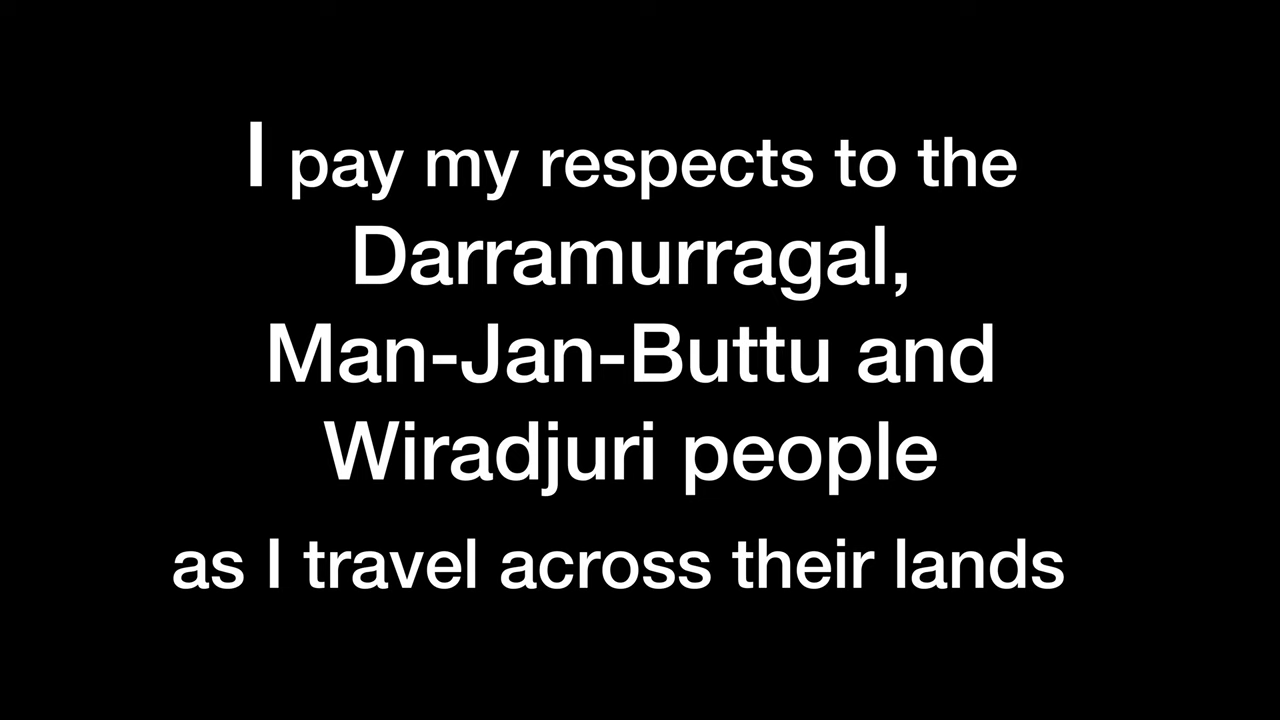 I pay my respects to the
Darramurragal,
Man-Jan-Buttu and
Wiradjuri people
as I travel across their lands